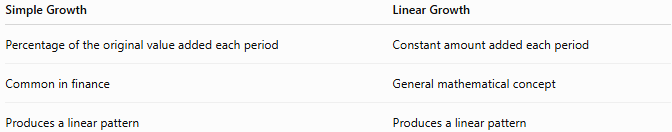 Simple Growth Linear Growth
Percentage of the original value added each period Constant amount added each period
Common in finance General mathematical concept
Produces a linear pattern Produces a linear pattern